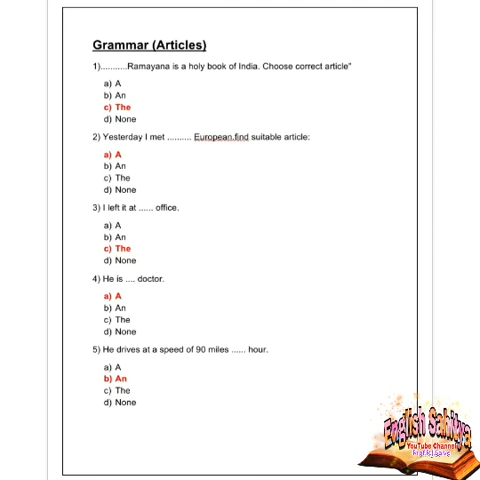 Grammar (Articles)
1)...........Ramayana is a holy book of India. Choose correct article"
a) A
b) An
c) The
d) None
2) Yesterday I met .......... European.find suitable article:
a) A
b) An
c) The
d) None
3) I left it at ...... office.
a) A
b) An
c) The
d) None
4) He is .... doctor.
a) A
b) An
c) The
d) None
5) He drives at a speed of 90 miles ...... hour.
a) A
b) An
c) The
d) None
English Sahitya
YouTube Channel